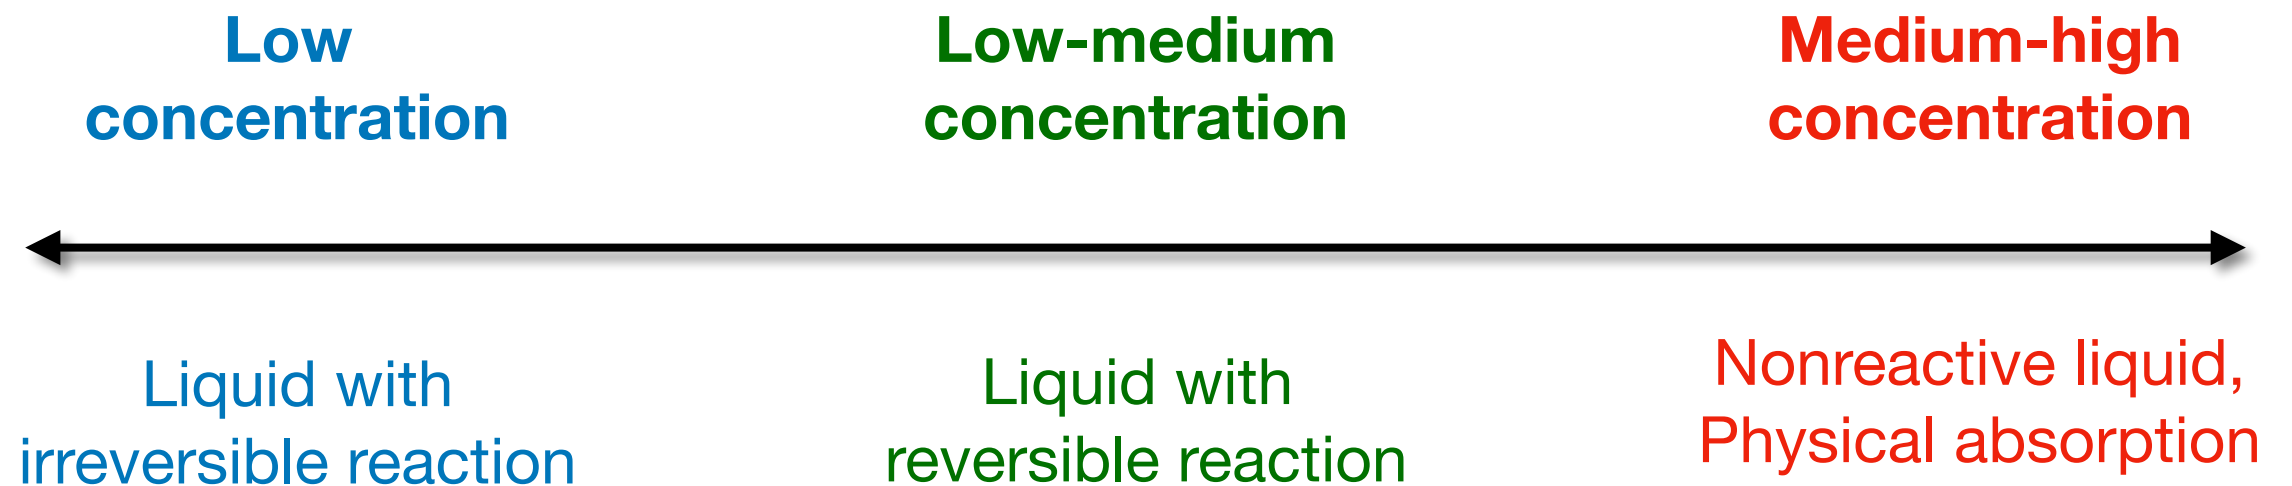 Low
concentration
Low-medium
concentration
Medium-high
concentration
Liquid with
irreversible reaction
Liquid with
reversible reaction
Nonreactive liquid,
Physical absorption